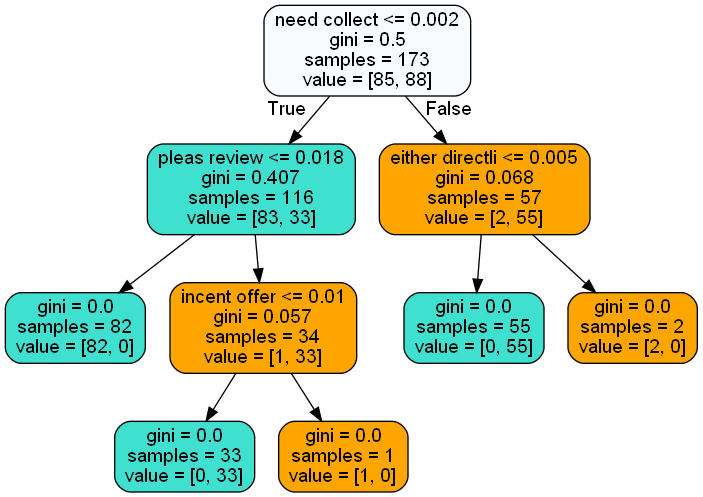 need collect <= 0.002
gini = 0.5
samples = 173
value = [85, 88]
True
False
pleas review <= 0.018
gini = 0.407
samples = 116
value = [83, 33]
either directli <= 0.005
gini = 0.068
samples = 57
value = [2, 55]
gini = 0.0
samples = 82
value = [82, 0]
incent offer <= 0.01
gini = 0.057
samples = 34
value = [1, 33]
gini = 0.0
samples = 55
value = [0, 55]
gini = 0.0
samples = 2
value = [2, 0]
gini = 0.0
samples = 33
value = [0, 33]
gini = 0.0
samples = 1
value = [1, 0]